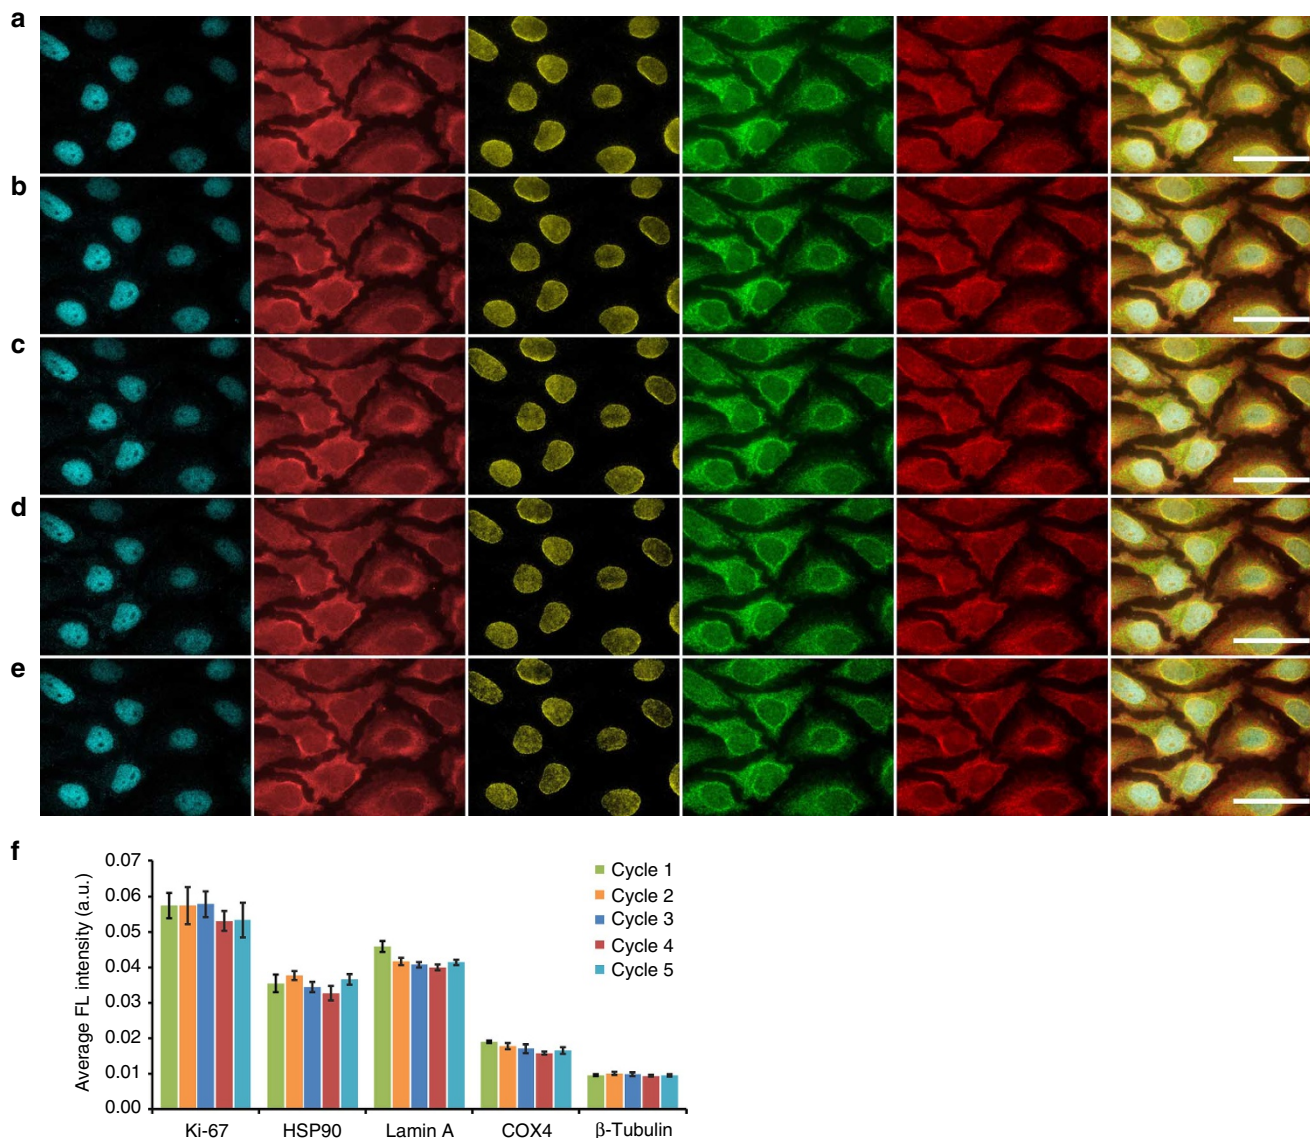 a
b
c
d
e
f
Average FL intensity (a.u.)
0.07
0.06
0.05
0.04
0.03
0.02
0.01
0.00
Cycle 1
Cycle 2
Cycle 3
Cycle 4
Cycle 5
Ki-67 HSP90 Lamin A COX4 β-Tubulin